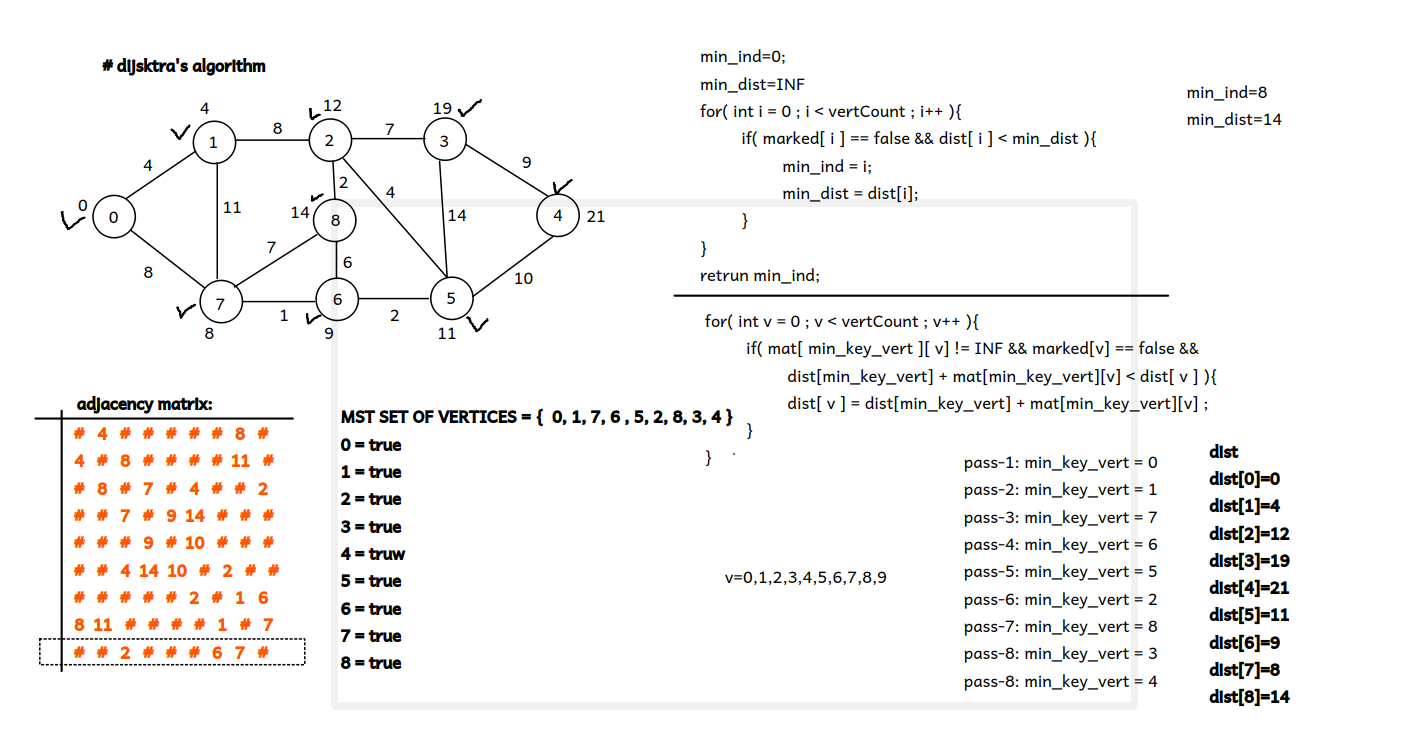 # dijsktra's algorithm
4
12
19
8
7
1
2
3
4
9
2
4
0
0
11
14
8
14
4
21
7
8
6
10
7
6
5
1
2
8
9
11
min_ind=0;
min_dist=INF
for( int i = 0 ; i < vertCount ; i++ ){
if( marked[ i ] == false && dist[ i ] < min_dist ){
min_ind = i;
min_dist = dist[i];
}
}
retrun min_ind;
min_ind=8
min_dist=14
for( int v = 0 ; v < vertCount ; v++ ){
if( mat[ min_key_vert ][ v] != INF && marked[v] == false &&
dist[min_key_vert] + mat[min_key_vert][v] < dist[ v ] ){
dist[ v ] = dist[min_key_vert] + mat[min_key_vert][v] ;
}
}
adjacency matrix:
# 4 # # # # # 8 #
4 # 8 # # # # 11 #
# 8 # 7 # 4 # # 2
# # 7 # 9 14 # # #
# # # 9 # 10 # # #
# # 4 14 10 # 2 # #
# # # # # 2 # 1 6
8 11 # # # # 1 # 7
# # 2 # # # 6 7 #
MST SET OF VERTICES = { 0, 1, 7, 6 , 5, 2, 8, 3, 4 }
0 = true
1 = true
2 = true
3 = true
4 = truw
5 = true
6 = true
7 = true
8 = true
v=0,1,2,3,4,5,6,7,8,9
pass-1: min_key_vert = 0
pass-2: min_key_vert = 1
pass-3: min_key_vert = 7
pass-4: min_key_vert = 6
pass-5: min_key_vert = 5
pass-6: min_key_vert = 2
pass-7: min_key_vert = 8
pass-8: min_key_vert = 3
pass-8: min_key_vert = 4
dist
dist[0]=0
dist[1]=4
dist[2]=12
dist[3]=19
dist[4]=21
dist[5]=11
dist[6]=9
dist[7]=8
dist[8]=14